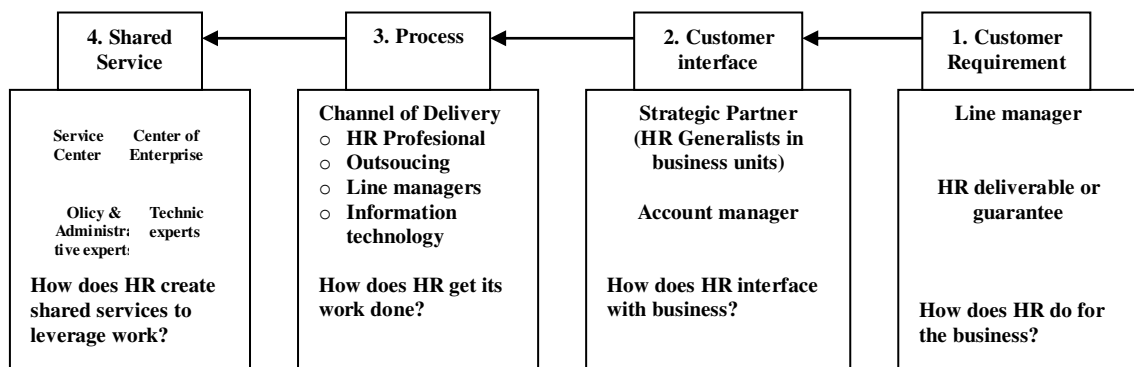 4. Shared
Service
3. Process
2. Customer
interface
1. Customer
Requirement
Service
Center
Center of
Enterprise
Olicy &
Administra
tive experts
Technic
experts
How does HR create
shared services to
leverage work?
Channel of Delivery
o HR Profesional
o Outsoucing
o Line managers
o Information
technology
How does HR get its
work done?
Strategic Partner
(HR Generalists in
business units)
Account manager
How does HR interface
with business?
Line manager
HR deliverable or
guarantee
How does HR do for
the business?